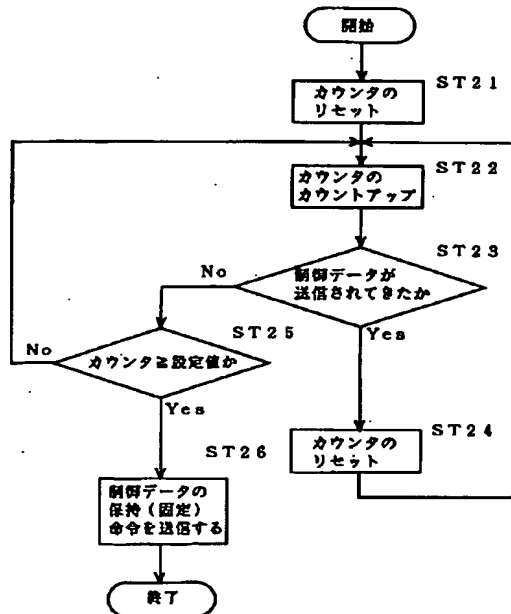 開始
ST21
カウンタの
リセット
ST22
カウンタの
カウントアップ
ST23
制御データが
送信されてきたか
No
Yes
ST25
カウンタ≧設定値か
No
Yes
ST24
カウンタの
リセット
ST26
制御データの
保持(固定)
命令を送信する
終了